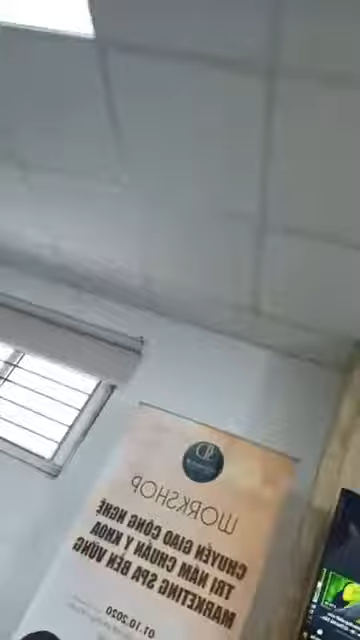 WORKSHOP
CHUYỂN GIAO CÔNG NGHỆ
TRỊ NÁM CHUẨN Y KHOA
MARKETING SPA BỀN VỮNG
01.10.2020